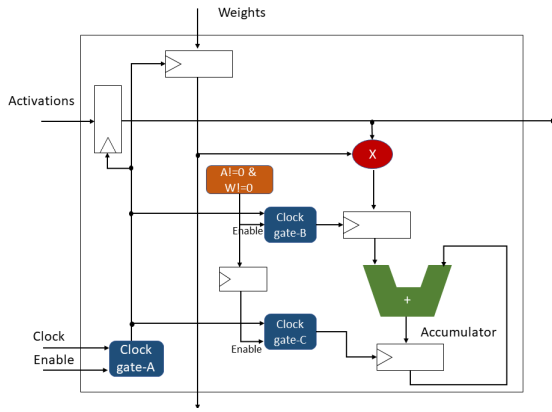 Weights
Activations
X
A!=0 &
W!=0
Clock
gate-B
Enable
+
Accumulator
Clock
gate-C
Enable
Clock
Enable
Clock
gate-A